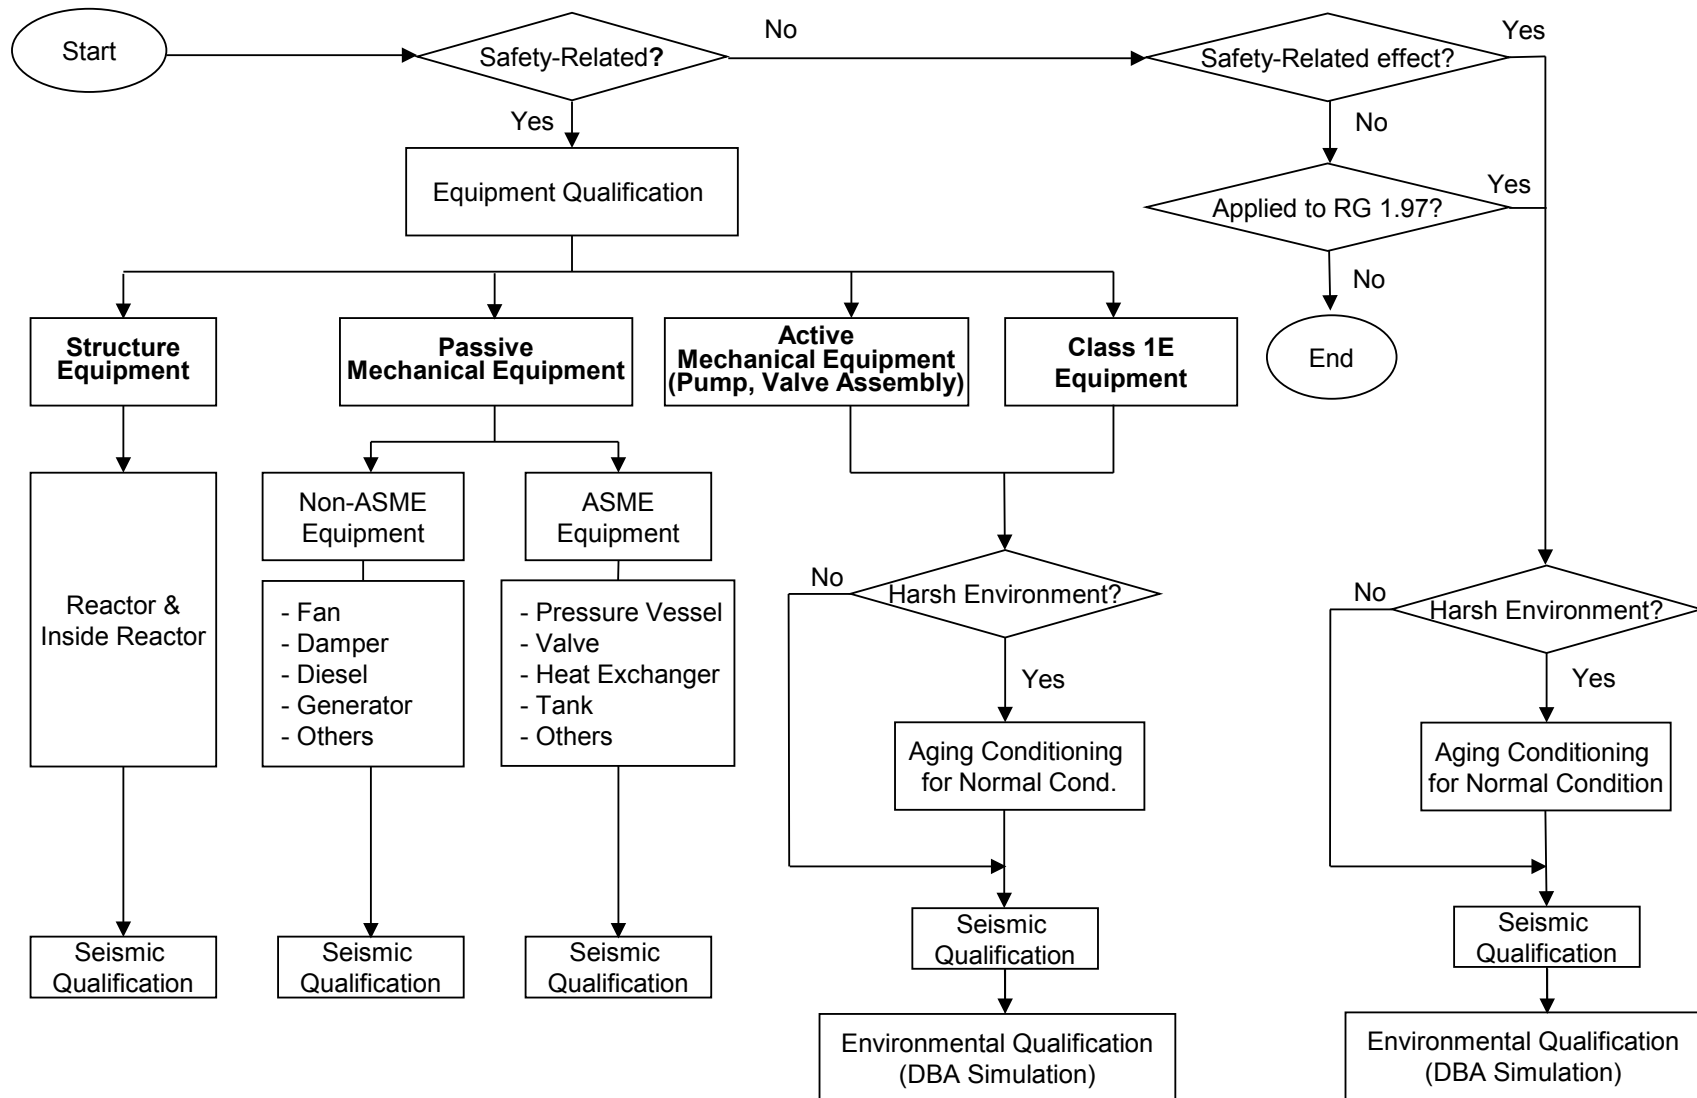 Start
Safety-Related?
No
Safety-Related effect?
Yes
Yes
No
Equipment Qualification
Applied to RG 1.97?
Yes
No
End
Structure
Equipment
Passive
Mechanical Equipment
Active
Mechanical Equipment
(Pump, Valve Assembly)
Class 1E
Equipment
Reactor &
Inside Reactor
Non-ASME
Equipment
ASME
Equipment
- Fan
- Damper
- Diesel
- Generator
- Others
- Pressure Vessel
- Valve
- Heat Exchanger
- Tank
- Others
No
Harsh Environment?
Yes
No
Harsh Environment?
Yes
Aging Conditioning
for Normal Cond.
Aging Conditioning
for Normal Condition
Seismic
Qualification
Seismic
Qualification
Seismic
Qualification
Seismic
Qualification
Seismic
Qualification
Environmental Qualification
(DBA Simulation)
Environmental Qualification
(DBA Simulation)